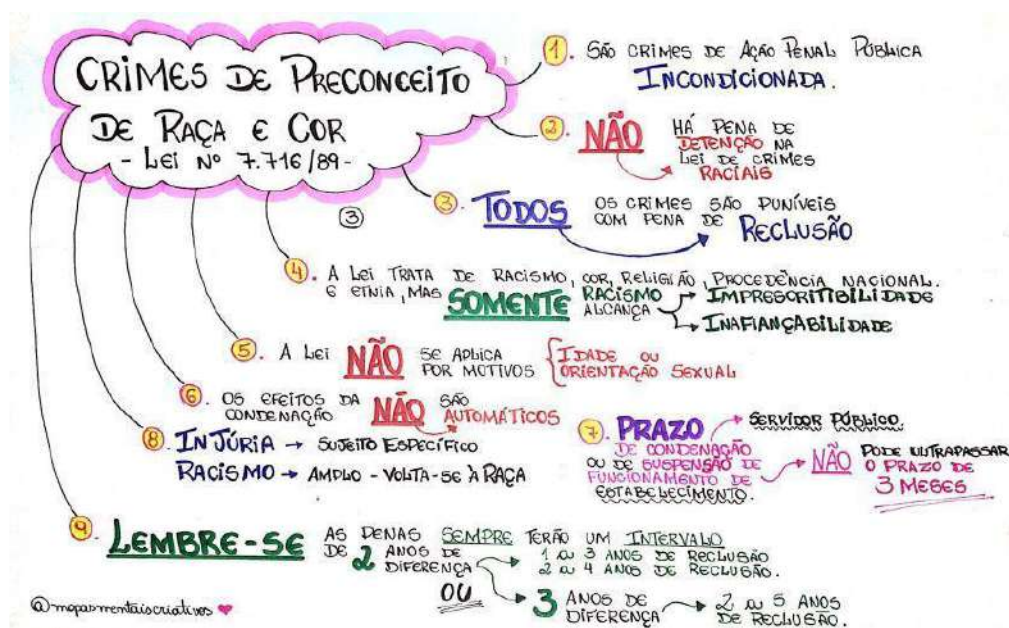 CRIMES DE PRECONCEITO
DE RAÇA E COR
- LEI Nº 7.716/89 -
③
1. SÃO CRIMES DE AÇÃO PENAL PÚBLICA
INCONDICIONADA.
2. NÃO HÁ PENA DE
DETENÇÃO NA
LEI DE CRIMES
RACIAIS
3. TODOS OS CRIMES SÃO PUNÍVEIS
COM PENA DE RECLUSÃO
4. A LEI TRATA DE RACISMO, COR, RELIGIÃO, PROCEDÊNCIA NACIONAL.
E ETNIA, MAS SOMENTE RACISMO
ALCANÇA → IMPRESCRITIBILIDADE
→ INAFIANÇABILIDADE
5. A LEI NÃO SE APLICA
POR MOTIVOS { IDADE OU
ORIENTAÇÃO SEXUAL
6. OS EFEITOS DA
CONDENAÇÃO NÃO SÃO
AUTOMÁTICOS
7. PRAZO → SERVIDOR PÚBLICO.
DE CONDENAÇÃO
OU DE SUSPENSÃO DE
FUNCIONAMENTO DE
ESTABELECIMENTO.
→ NÃO PODE ULTRAPASSAR
O PRAZO DE
3 MESES
8. INJÚRIA → SUJEITO ESPECÍFICO
RACISMO → AMPLO - VOLTA-SE À RAÇA
9. LEMBRE-SE AS PENAS SEMPRE TERÃO UM INTERVALO
DE 2 ANOS DE
DIFERENÇA → 1 a 3 ANOS DE RECLUSÃO
2 a 4 ANOS DE RECLUSÃO.
OU
→ 3 ANOS DE
DIFERENÇA → 2 a 5 ANOS
DE RECLUSÃO.
@mapasmentaiscriativos